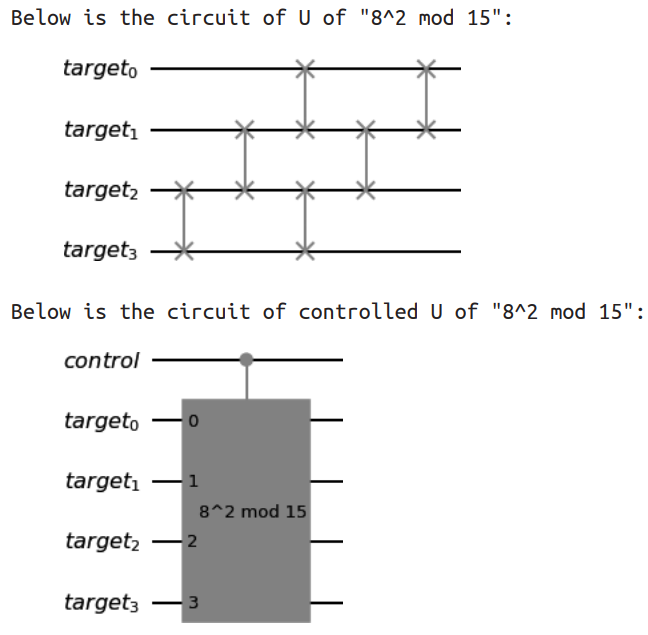 Below is the circuit of U of "8^2 mod 15":
target₀
target₁
target₂
target₃
Below is the circuit of controlled U of "8^2 mod 15":
control
target₀ 0
target₁ 1
8^2 mod 15
target₂ 2
target₃ 3